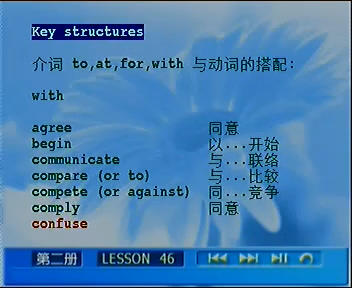 Key structures
介词 to,at,for,with 与动词的搭配:
with
agree 同意
begin 以...开始
communicate 与...联络
compare (or to) 与...比较
compete (or against) 同...竞争
comply 同意
confuse
第二册 LESSON 46